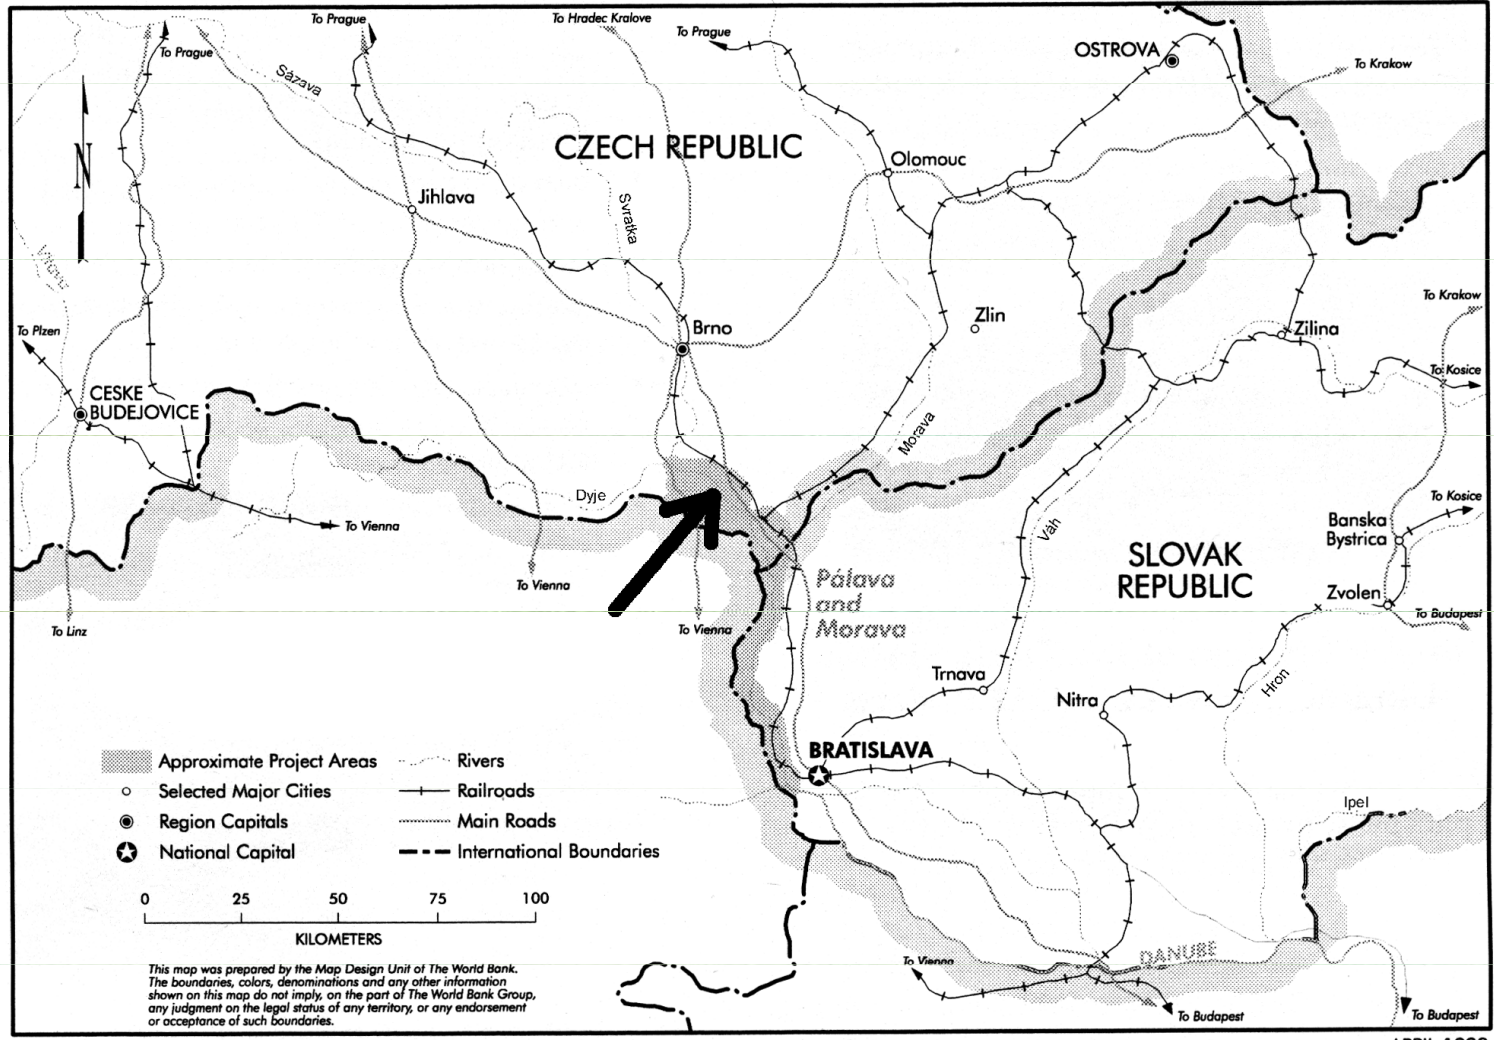 To Prague
To Hradec Kralove
To Prague
To Prague
OSTROVA
To Krakow
Sázava
N
CZECH REPUBLIC
Olomouc
Jihlava
Svratka
To Krakow
Zlin
To Plzen
Brno
Zilina
To Kosice
CESKE
BUDEJOVICE
Morava
Dyje
To Kosice
To Vienna
Banska
Bystrica
Váh
SLOVAK
REPUBLIC
To Vienna
Pálava
and
Morava
Zvolen
To Budapest
To Linz
To Vienna
Trnava
Hron
Nitra
BRATISLAVA
Approximate Project Areas
Rivers
Selected Major Cities
Railroads
Region Capitals
Main Roads
National Capital
International Boundaries
Ipel
0 25 50 75 100
KILOMETERS
DANUBE
To Vienna
This map was prepared by the Map Design Unit of The World Bank.
The boundaries, colors, denominations and any other information
shown on this map do not imply, on the part of The World Bank Group,
any judgment on the legal status of any territory, or any endorsement
or acceptance of such boundaries.
To Budapest
To Budapest